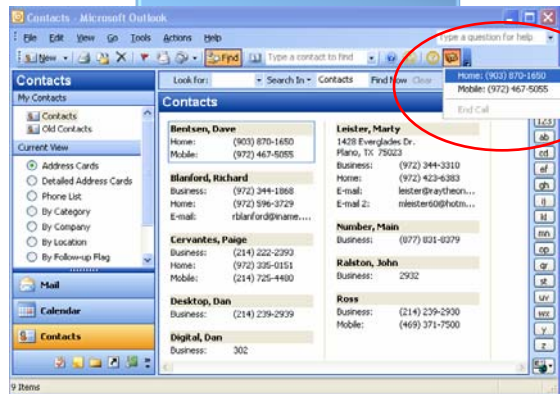 Contacts - Microsoft Outlook
File Edit View Go Tools Actions Help
Type a question for help
New Find Type a contact to find
Home: (903) 870-1650
Mobile: (972) 467-5055
End Call
Contacts
Look for: Search In Contacts Find Now Clear
My Contacts
Contacts
Old Contacts
Current View
Address Cards
Detailed Address Cards
Phone List
By Category
By Company
By Location
By Follow-up Flag
Mail
Calendar
Contacts
Contacts
Bentsen, Dave
Home: (903) 870-1650
Mobile: (972) 467-5055
Blanford, Richard
Business: (972) 344-1868
Home: (972) 596-3729
E-mail: rblanford@iname....
Cervantes, Paige
Business: (214) 222-2393
Home: (972) 335-0151
Mobile: (214) 725-4480
Desktop, Dan
Business: (214) 239-2939
Digital, Dan
Business: 302
Leister, Marty
1428 Everglades Dr.
Plano, TX 75023
Business: (972) 344-3310
Home: (972) 423-6383
E-mail: leister@raytheon...
E-mail 2: mleister60@hotm...
Number, Main
Business: (877) 831-8379
Ralston, John
Business: 2932
Ross
Business: (214) 239-2930
Mobile: (469) 371-7500
123
ab
cd
ef
gh
ij
kl
mn
op
qr
st
uv
wx
y
z
9 Items